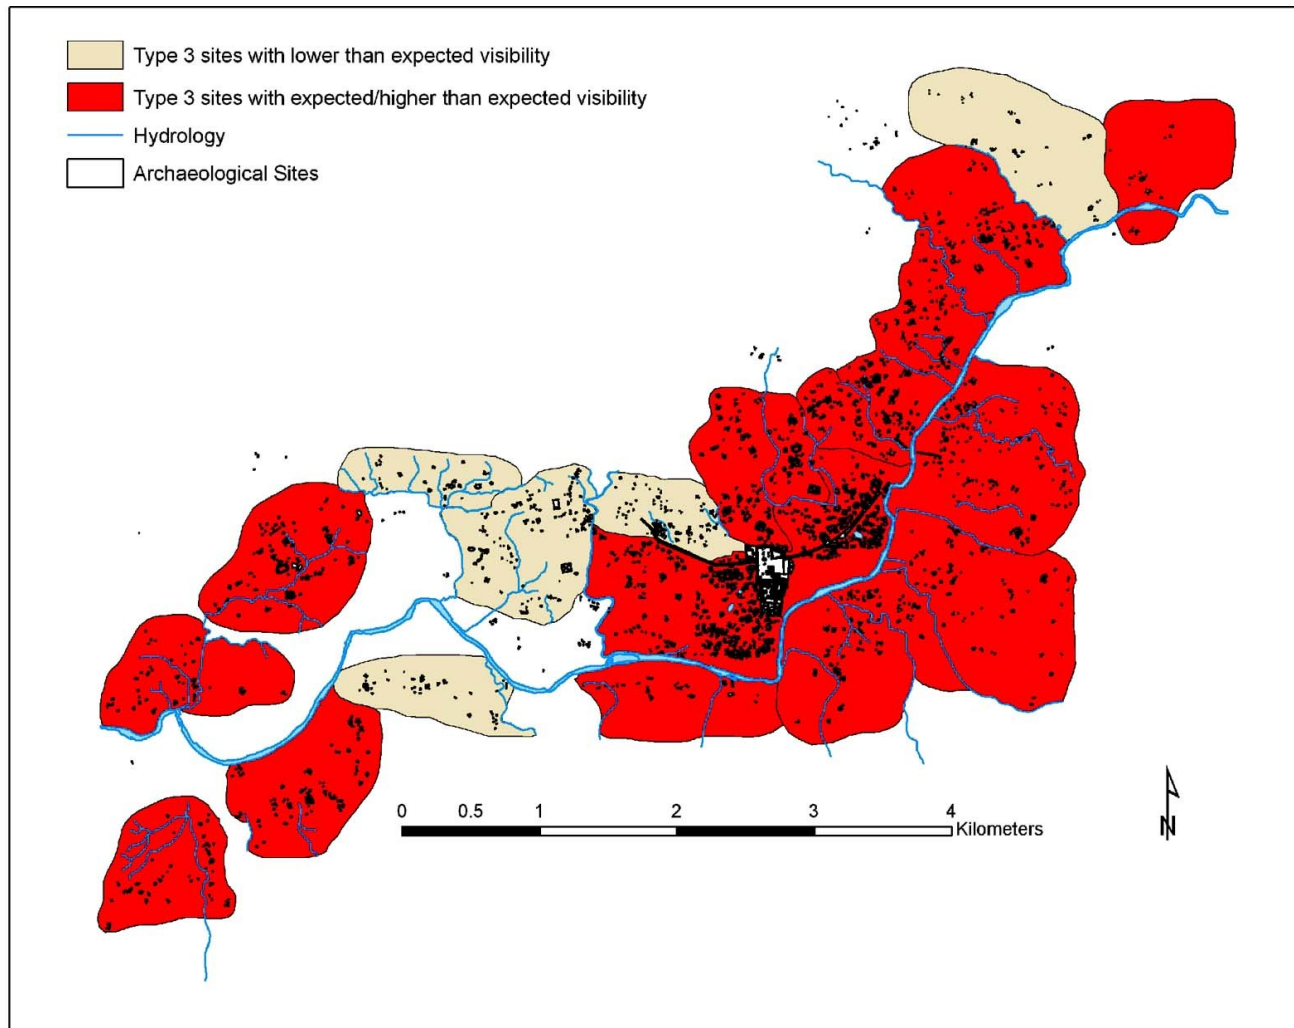 Type 3 sites with lower than expected visibility
Type 3 sites with expected/higher than expected visibility
Hydrology
Archaeological Sites
0 0.5 1 2 3 4
Kilometers
N